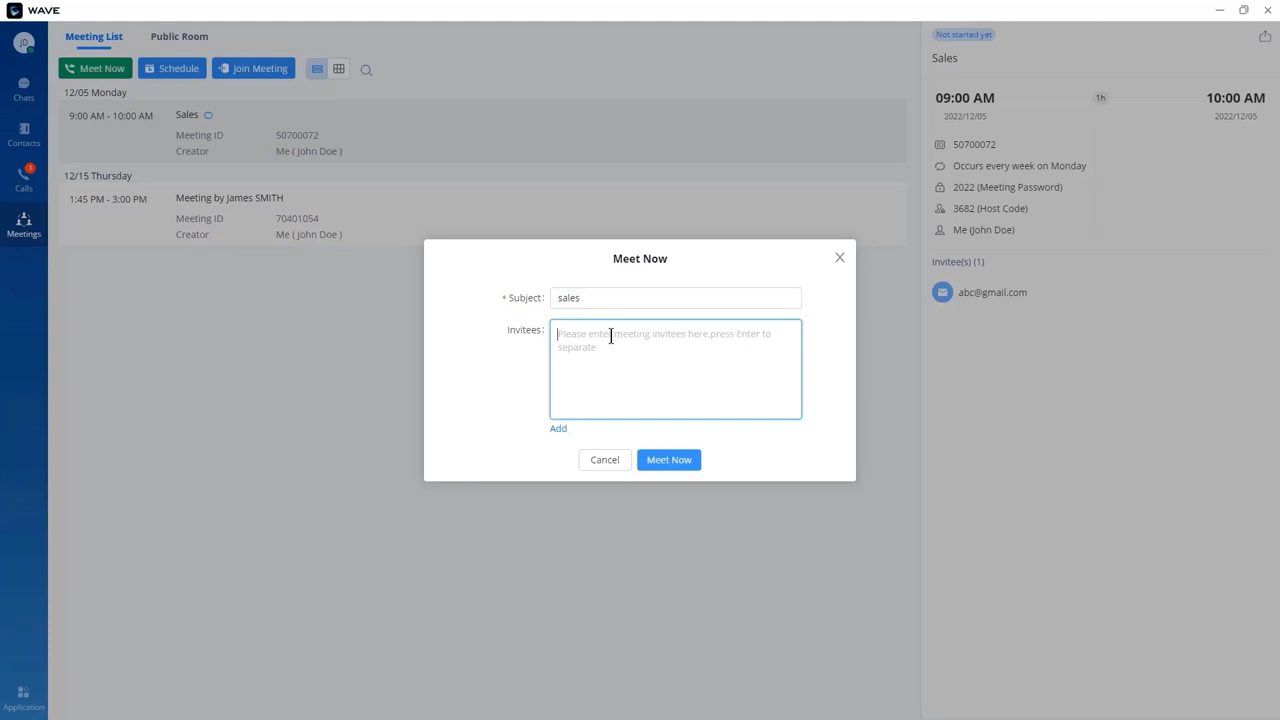 WAVE
JD
Chats
Contacts
1
Calls
Meetings
Application
Meeting List
Public Room
Meet Now
Schedule
Join Meeting
12/05 Monday
9:00 AM - 10:00 AM
Sales
Meeting ID
50700072
Creator
Me ( John Doe )
12/15 Thursday
1:45 PM - 3:00 PM
Meeting by James SMITH
Meeting ID
70401054
Creator
Me ( John Doe )
Meet Now
* Subject:
sales
Invitees:
Please enter meeting invitees here,press Enter to
separate
Add
Cancel
Meet Now
Not started yet
Sales
09:00 AM
1h
10:00 AM
2022/12/05
2022/12/05
50700072
Occurs every week on Monday
2022 (Meeting Password)
3682 (Host Code)
Me (John Doe)
Invitee(s) (1)
abc@gmail.com